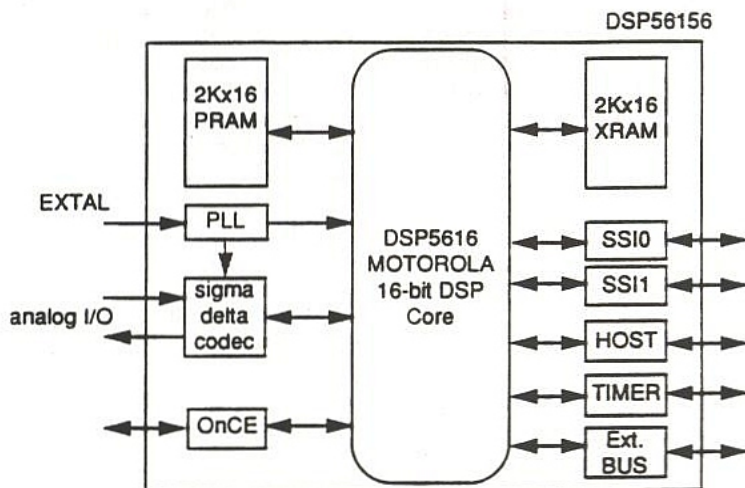 DSP56156
2Kx16
PRAM
2Kx16
XRAM
EXTAL
PLL
DSP5616
MOTOROLA
16-bit DSP
Core
SSI0
SSI1
analog I/O
sigma
delta
codec
HOST
TIMER
OnCE
Ext.
BUS